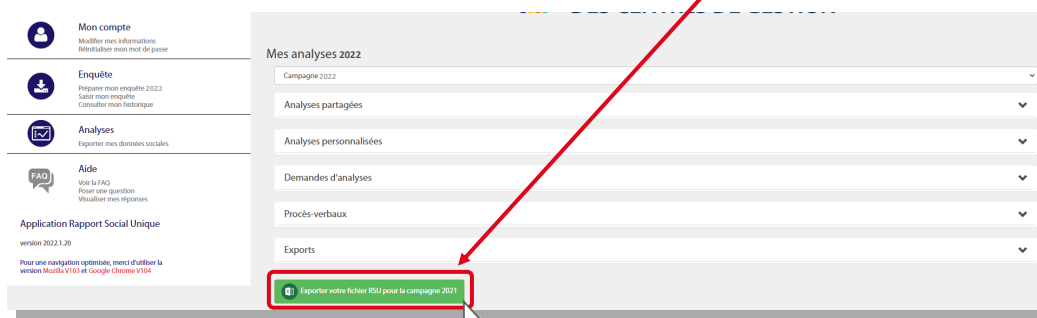 DES CENTRES DE GESTION
Mon compte
Modifier mes informations
Réinitialiser mon mot de passe
Enquête
Préparer mon enquête 2022
Saisir mon enquête
Consulter mon historique
Analyses
Exporter mes données sociales
FAQ
Aide
Voir la FAQ
Poser une question
Visualiser mes réponses
Application Rapport Social Unique
version 2022.1.20
Pour une navigation optimisée, merci d'utiliser la
version Mozilla V103 et Google Chrome V104
Mes analyses 2022
Campagne 2022
Analyses partagées
Analyses personnalisées
Demandes d'analyses
Procès-verbaux
Exports
Exporter votre fichier RSU pour la campagne 2021